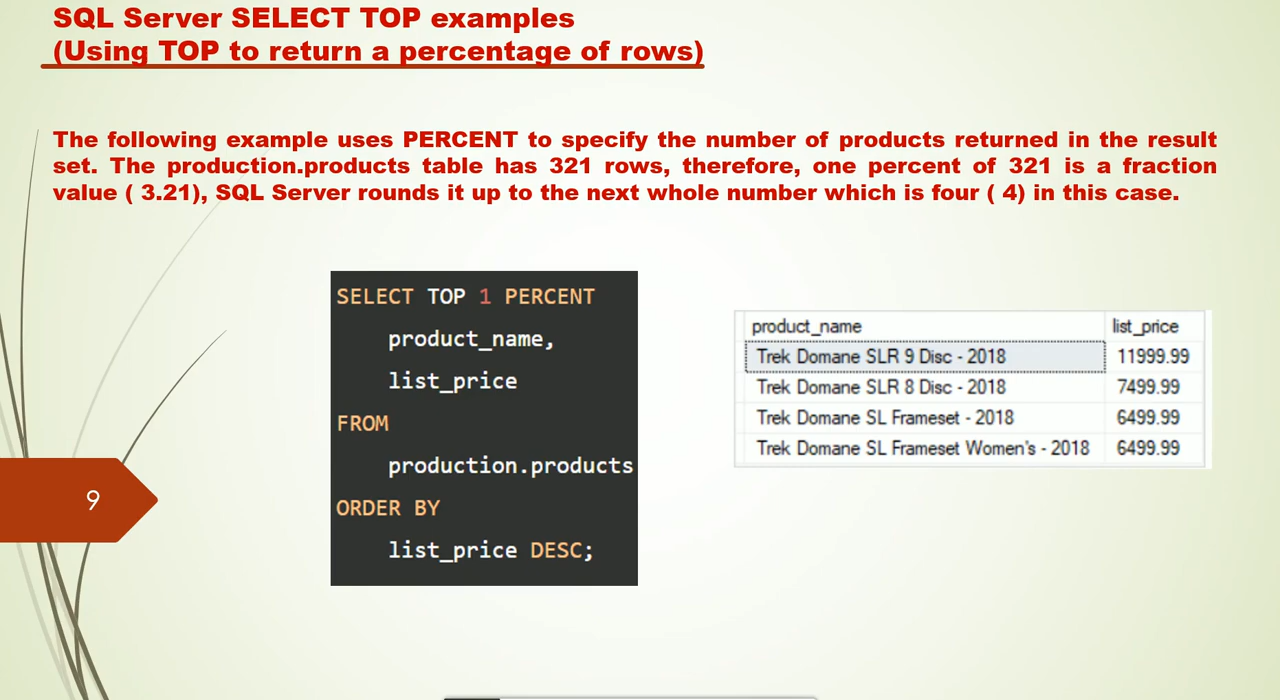 SQL Server SELECT TOP examples
(Using TOP to return a percentage of rows)
The following example uses PERCENT to specify the number of products returned in the result
set. The production.products table has 321 rows, therefore, one percent of 321 is a fraction
value ( 3.21), SQL Server rounds it up to the next whole number which is four ( 4) in this case.
SELECT TOP 1 PERCENT
    product_name,
    list_price
FROM
    production.products
ORDER BY
    list_price DESC;
product_name list_price
Trek Domane SLR 9 Disc - 2018 11999.99
Trek Domane SLR 8 Disc - 2018 7499.99
Trek Domane SL Frameset - 2018 6499.99
Trek Domane SL Frameset Women's - 2018 6499.99
9